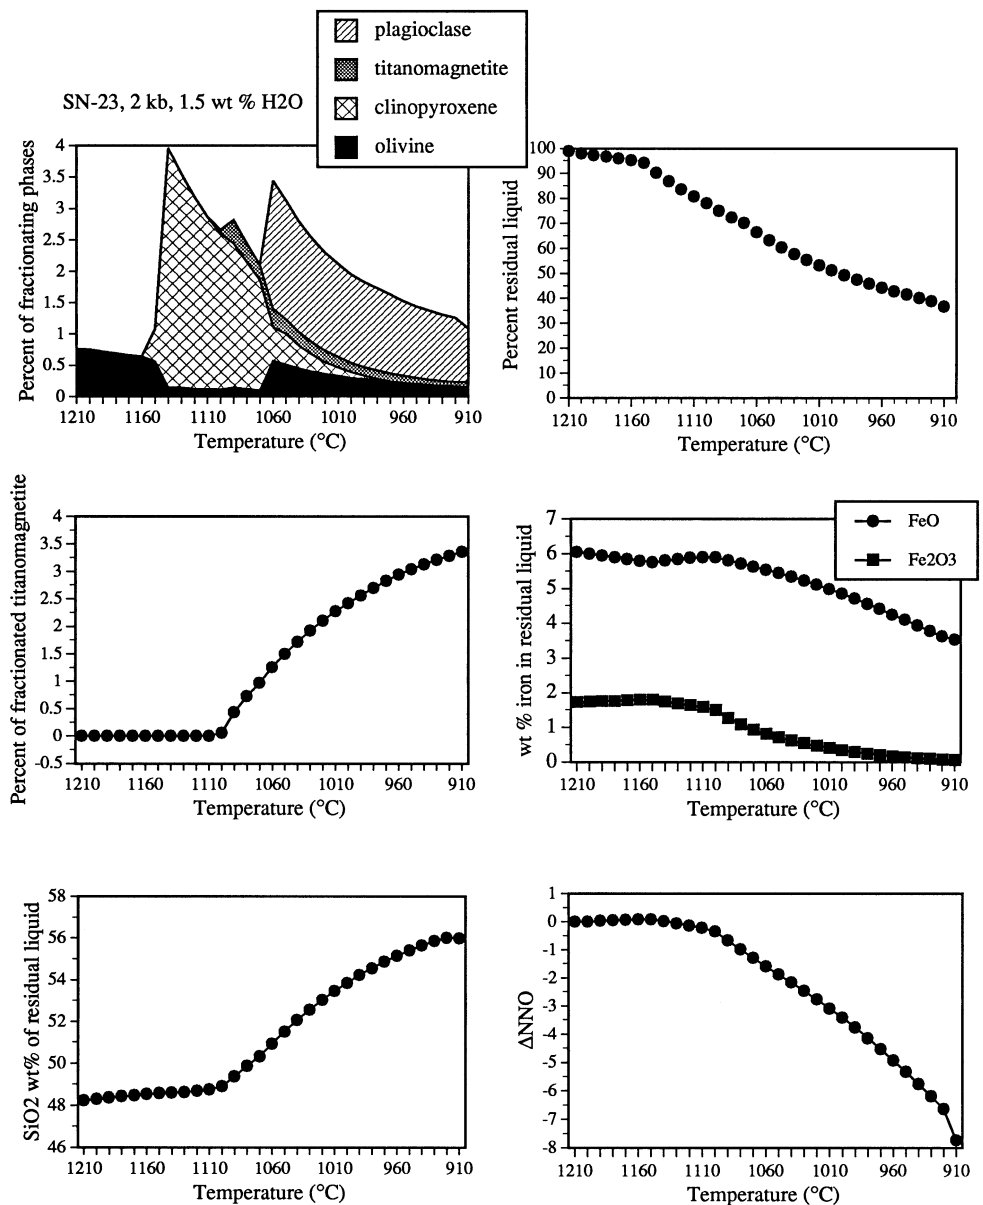 plagioclase
titanomagnetite
clinopyroxene
olivine
SN-23, 2 kb, 1.5 wt % H2O
Percent of fractionating phases
4
3.5
3
2.5
2
1.5
1
0.5
0
1210 1160 1110 1060 1010 960 910
Temperature (°C)
Percent residual liquid
100
90
80
70
60
50
40
30
20
10
0
1210 1160 1110 1060 1010 960 910
Temperature (°C)
Percent of fractionated titanomagnetite
4
3.5
3
2.5
2
1.5
1
0.5
0
-0.5
1210 1160 1110 1060 1010 960 910
Temperature (°C)
wt % iron in residual liquid
7
6
5
4
3
2
1
0
FeO
Fe2O3
1210 1160 1110 1060 1010 960 910
Temperature (°C)
SiO2 wt% of residual liquid
58
56
54
52
50
48
46
1210 1160 1110 1060 1010 960 910
Temperature (°C)
ΔNNO
1
0
-1
-2
-3
-4
-5
-6
-7
-8
1210 1160 1110 1060 1010 960 910
Temperature (°C)